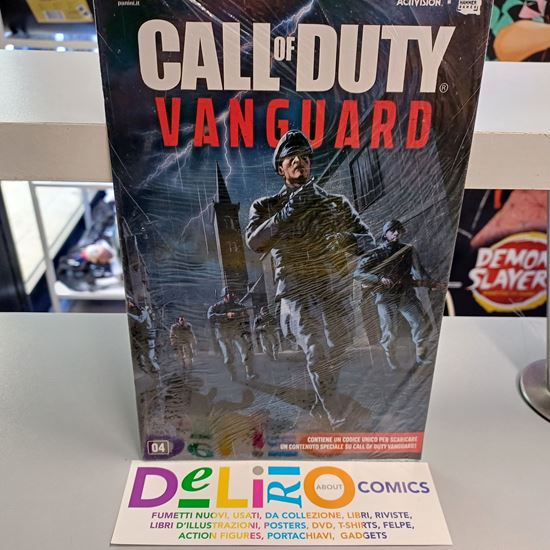 panini.it
ACTIVISION
CALL OF DUTY®
VANGUARD
DEMON
SLAYER
04
CONTIENE UN CODICE UNICO PER SCARICARE
UN CONTENUTO SPECIALE SU CALL OF DUTY VANGUARD!
DeLiRiO ABOUT COMICS
FUMETTI NUOVI, USATI, DA COLLEZIONE, LIBRI, RIVISTE,
LIBRI D'ILLUSTRAZIONI, POSTERS, DVD, T-SHIRTS, FELPE,
ACTION FIGURES, PORTACHIAVI, GADGETS